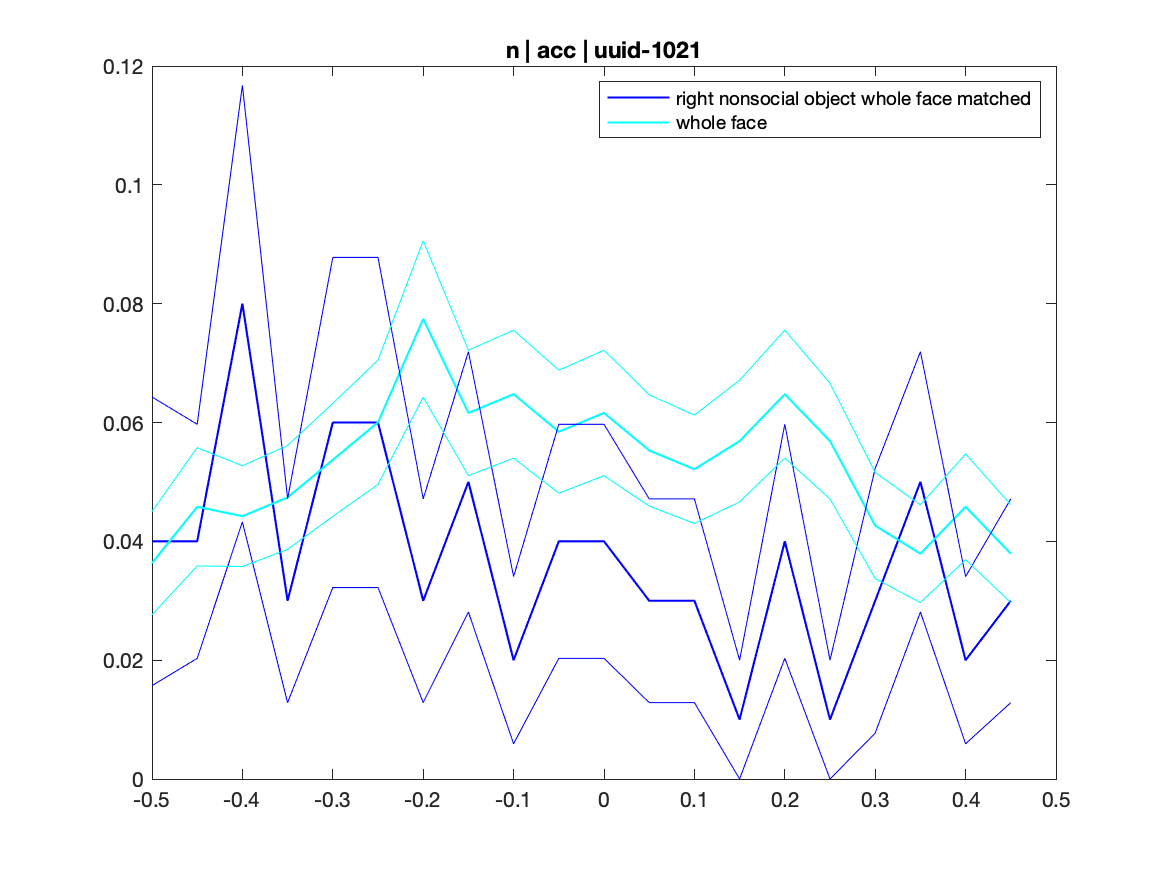 n | acc | uuid-1021
right nonsocial object whole face matched
whole face
0.12
0.1
0.08
0.06
0.04
0.02
0
-0.5 -0.4 -0.3 -0.2 -0.1 0 0.1 0.2 0.3 0.4 0.5